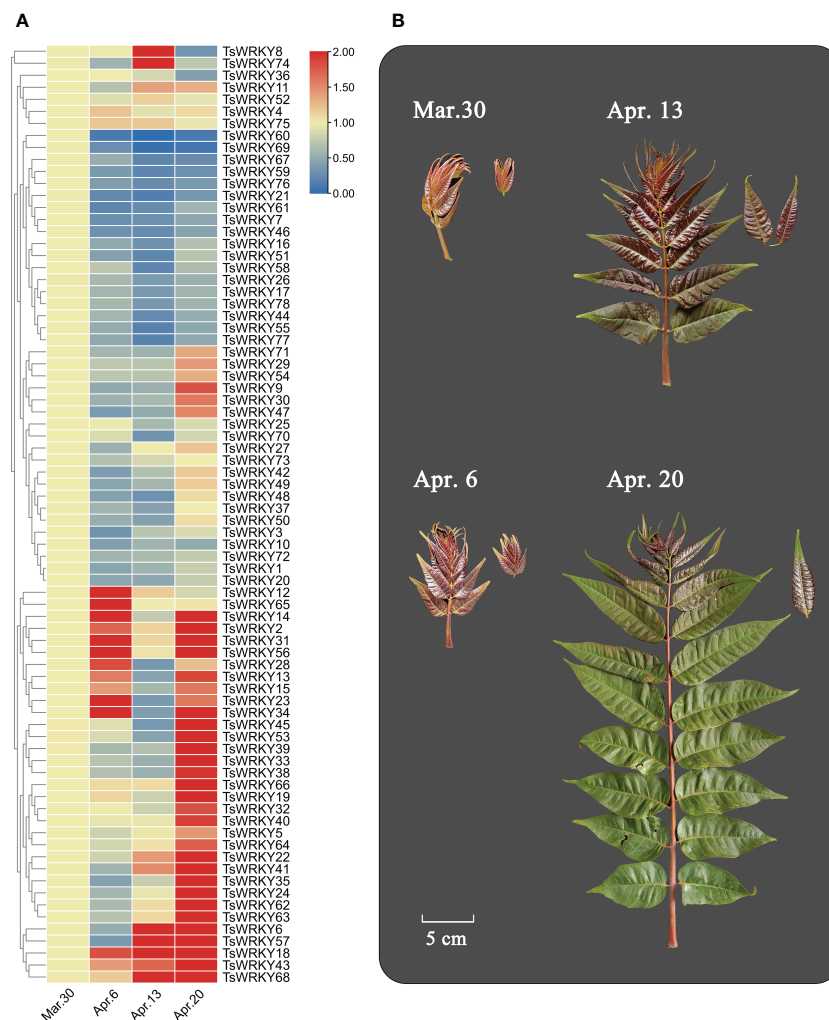 A
TsWRKY8
TsWRKY74
TsWRKY36
TsWRKY11
TsWRKY52
TsWRKY4
TsWRKY75
TsWRKY60
TsWRKY69
TsWRKY67
TsWRKY59
TsWRKY76
TsWRKY21
TsWRKY61
TsWRKY7
TsWRKY46
TsWRKY16
TsWRKY51
TsWRKY58
TsWRKY26
TsWRKY17
TsWRKY78
TsWRKY44
TsWRKY55
TsWRKY77
TsWRKY71
TsWRKY29
TsWRKY54
TsWRKY9
TsWRKY30
TsWRKY47
TsWRKY25
TsWRKY70
TsWRKY27
TsWRKY73
TsWRKY42
TsWRKY49
TsWRKY48
TsWRKY37
TsWRKY50
TsWRKY3
TsWRKY10
TsWRKY72
TsWRKY1
TsWRKY20
TsWRKY12
TsWRKY65
TsWRKY14
TsWRKY2
TsWRKY31
TsWRKY56
TsWRKY28
TsWRKY13
TsWRKY15
TsWRKY23
TsWRKY34
TsWRKY45
TsWRKY53
TsWRKY39
TsWRKY33
TsWRKY38
TsWRKY66
TsWRKY19
TsWRKY32
TsWRKY40
TsWRKY5
TsWRKY64
TsWRKY22
TsWRKY41
TsWRKY35
TsWRKY24
TsWRKY62
TsWRKY63
TsWRKY6
TsWRKY57
TsWRKY18
TsWRKY43
TsWRKY68
Mar.30
Apr.6
Apr.13
Apr.20
2.00
1.50
1.00
0.50
0.00
B
Mar.30
Apr. 13
Apr. 6
Apr. 20
5 cm